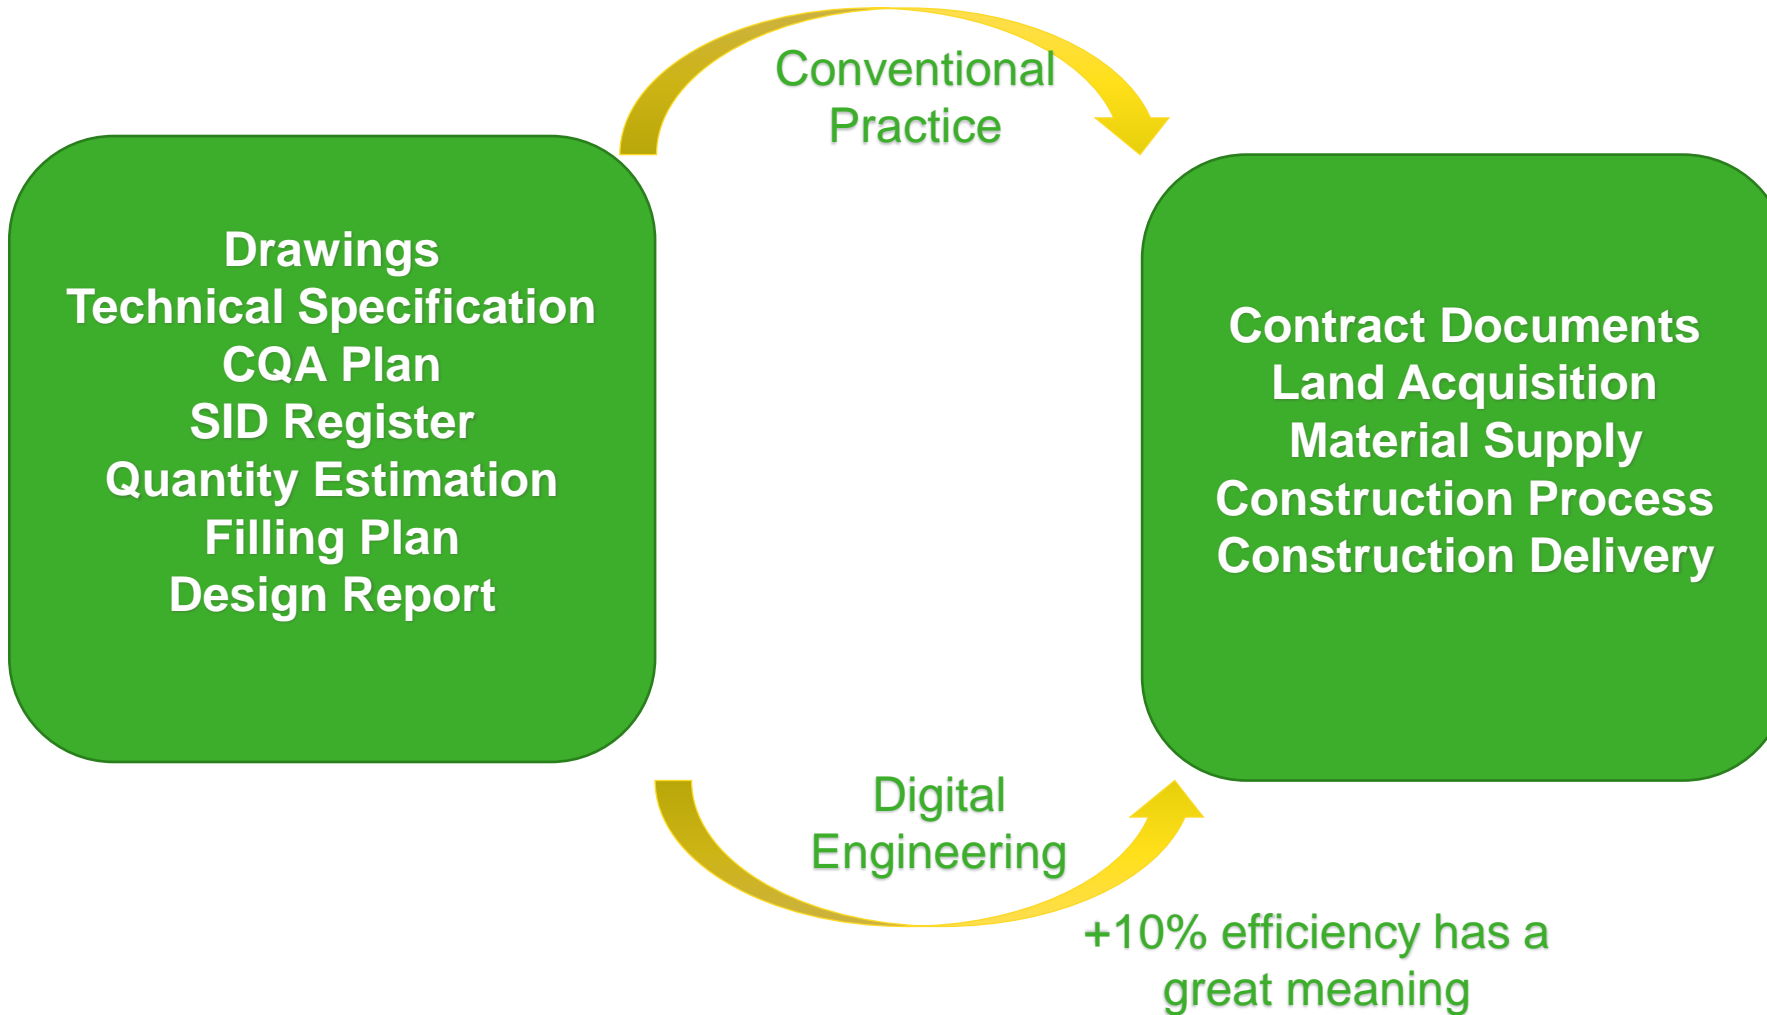 Conventional
Practice
Drawings
Technical Specification
CQA Plan
SID Register
Quantity Estimation
Filling Plan
Design Report
Contract Documents
Land Acquisition
Material Supply
Construction Process
Construction Delivery
Digital
Engineering
+10% efficiency has a
great meaning